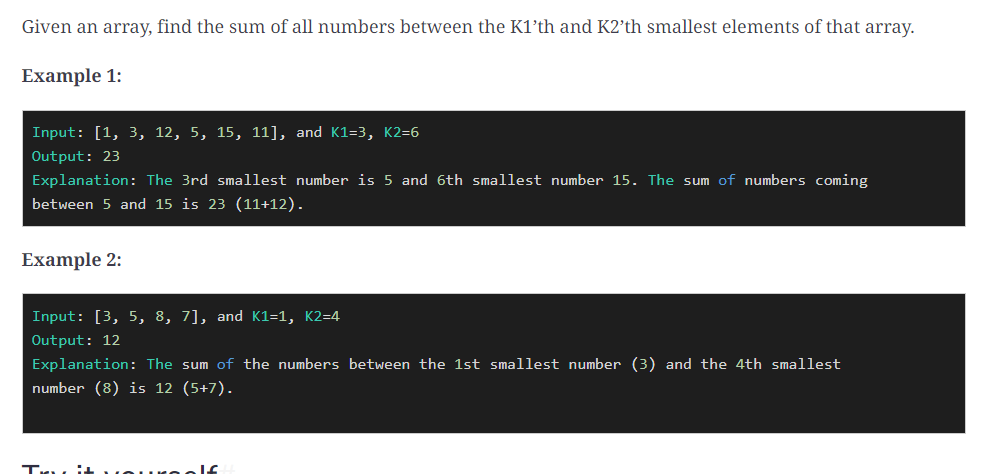 Given an array, find the sum of all numbers between the K1’th and K2’th smallest elements of that array.
Example 1:
Input: [1, 3, 12, 5, 15, 11], and K1=3, K2=6
Output: 23
Explanation: The 3rd smallest number is 5 and 6th smallest number 15. The sum of numbers coming
between 5 and 15 is 23 (11+12).
Example 2:
Input: [3, 5, 8, 7], and K1=1, K2=4
Output: 12
Explanation: The sum of the numbers between the 1st smallest number (3) and the 4th smallest
number (8) is 12 (5+7).
Try it yourself#